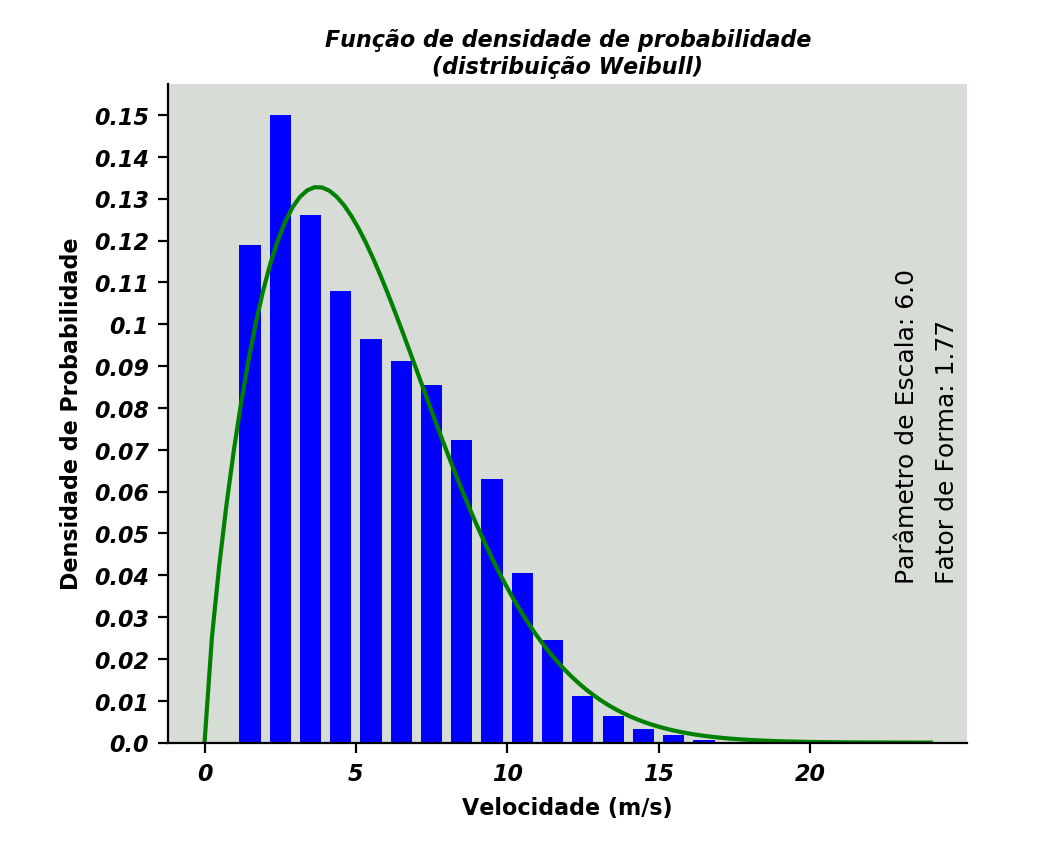 Função de densidade de probabilidade
(distribuição Weibull)
0.15
0.14
0.13
0.12
0.11
0.1
0.09
0.08
0.07
0.06
0.05
0.04
0.03
0.02
0.01
0.0
Densidade de Probabilidade
0 5 10 15 20
Velocidade (m/s)
Parâmetro de Escala: 6.0
Fator de Forma: 1.77